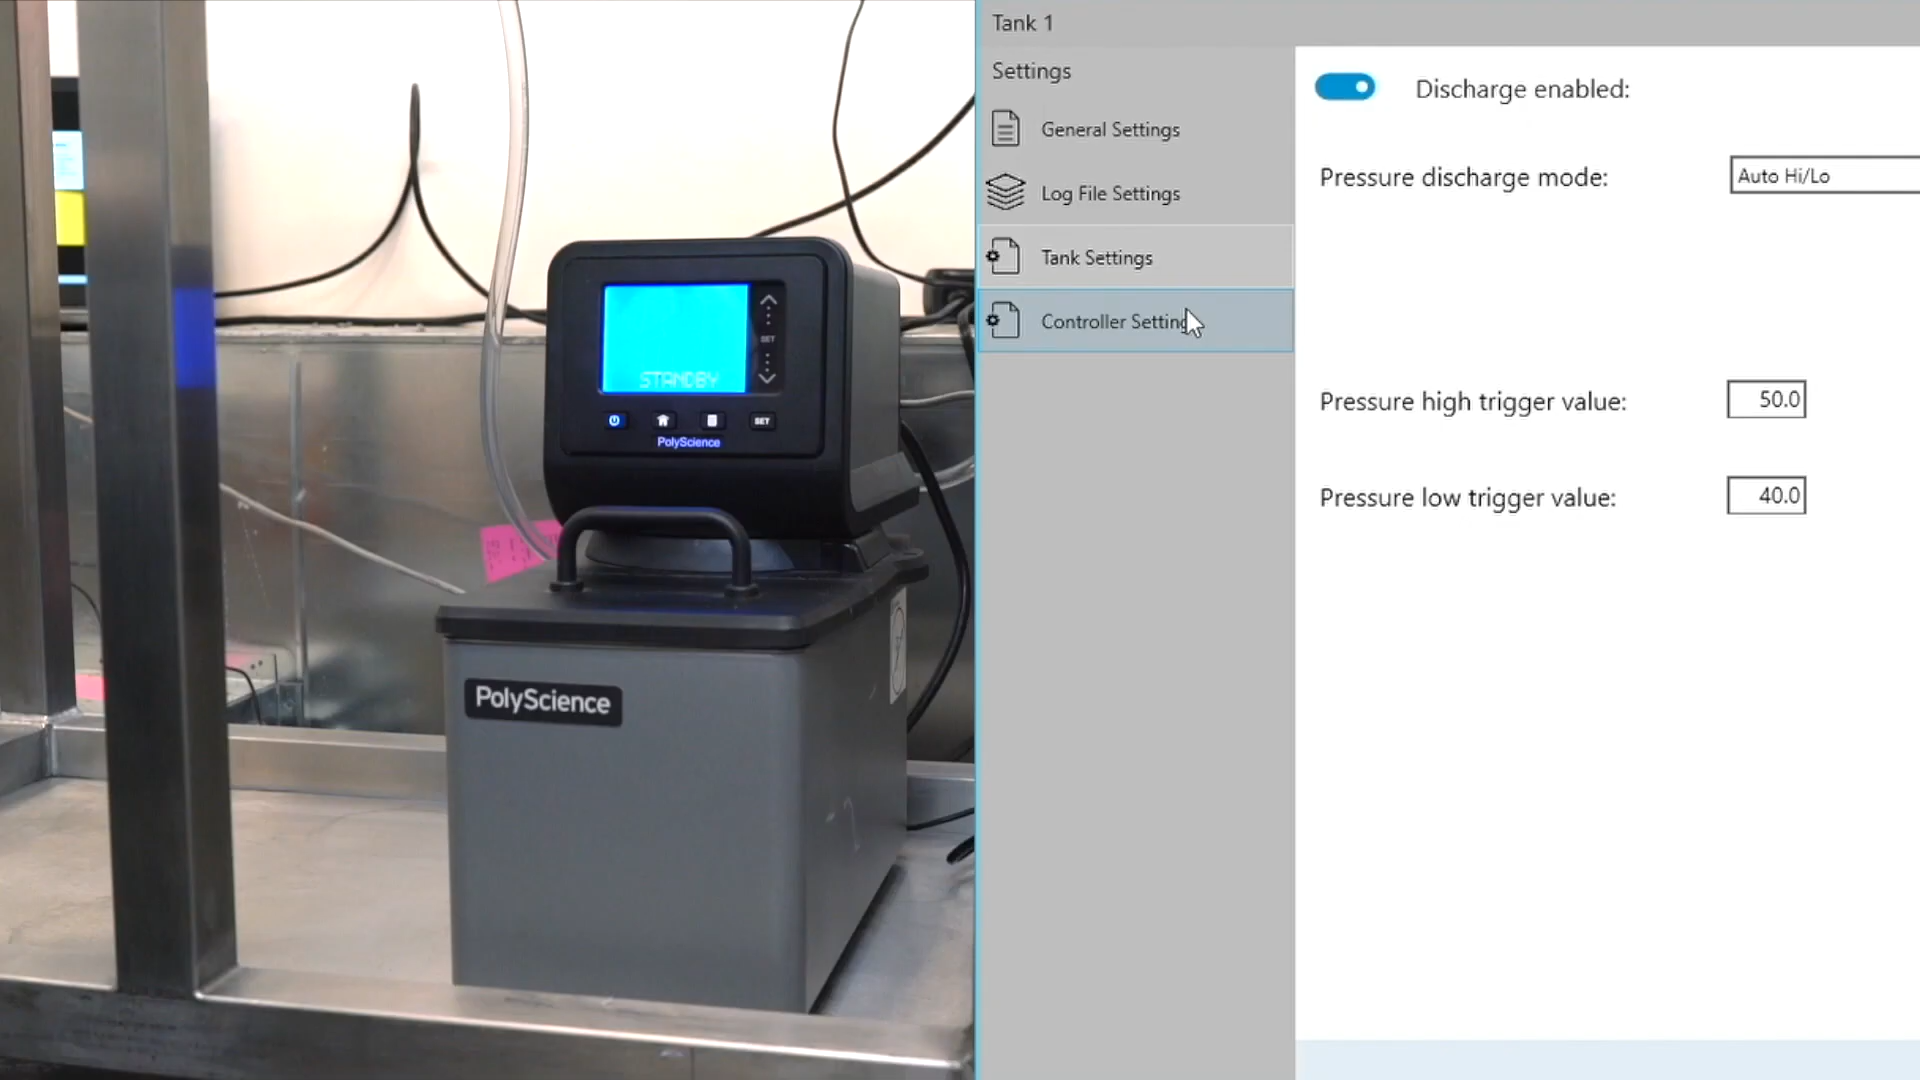 STANDBY
SET
SET
PolyScience
PolyScience
Tank 1
Settings
General Settings
Log File Settings
Tank Settings
Controller Setting
Discharge enabled:
Pressure discharge mode:
Auto Hi/Lo
Pressure high trigger value:
50.0
Pressure low trigger value:
40.0